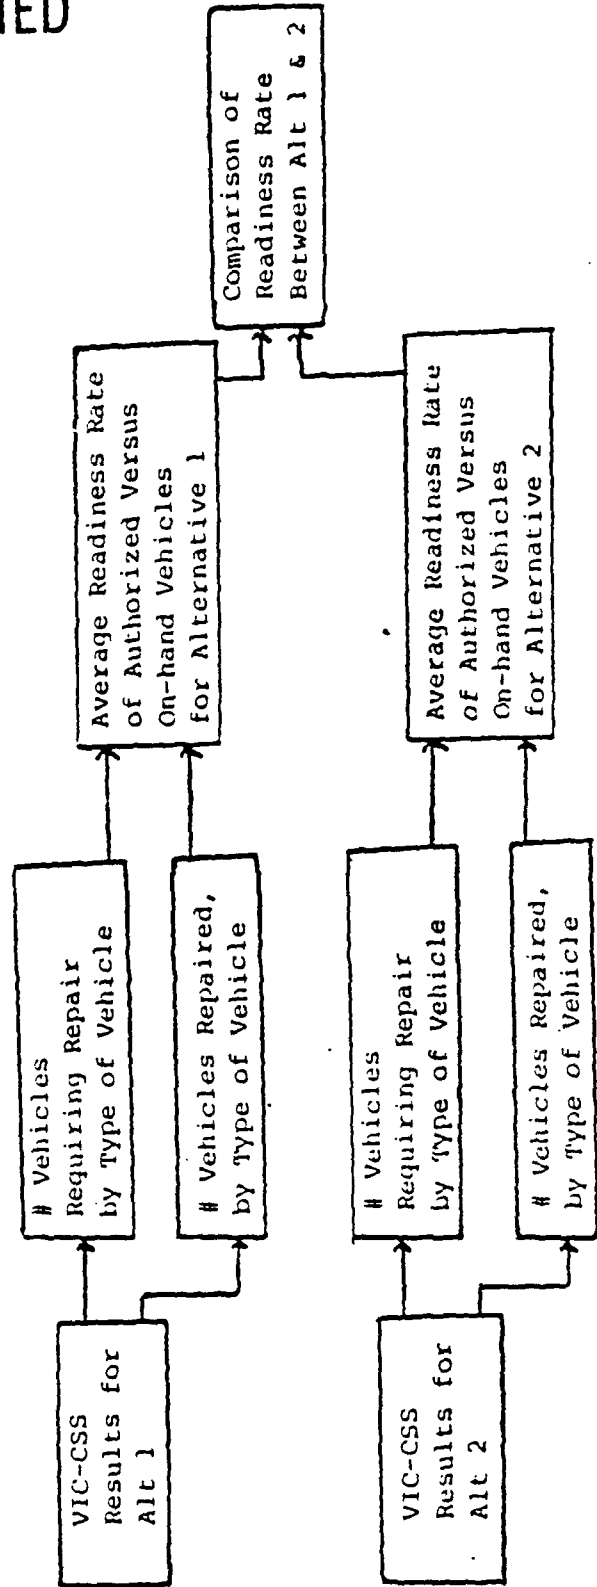 VIC-CSS
Results for
Alt 1
# Vehicles
Requiring Repair
by Type of Vehicle
# Vehicles Repaired,
by Type of Vehicle
Average Readiness Rate
of Authorized Versus
On-hand Vehicles
for Alternative 1
VIC-CSS
Results for
Alt 2
# Vehicles
Requiring Repair
by Type of Vehicle
# Vehicles Repaired,
by Type of Vehicle
Average Readiness Rate
of Authorized Versus
On-hand Vehicles
for Alternative 2
Comparison of
Readiness Rate
Between Alt 1 & 2